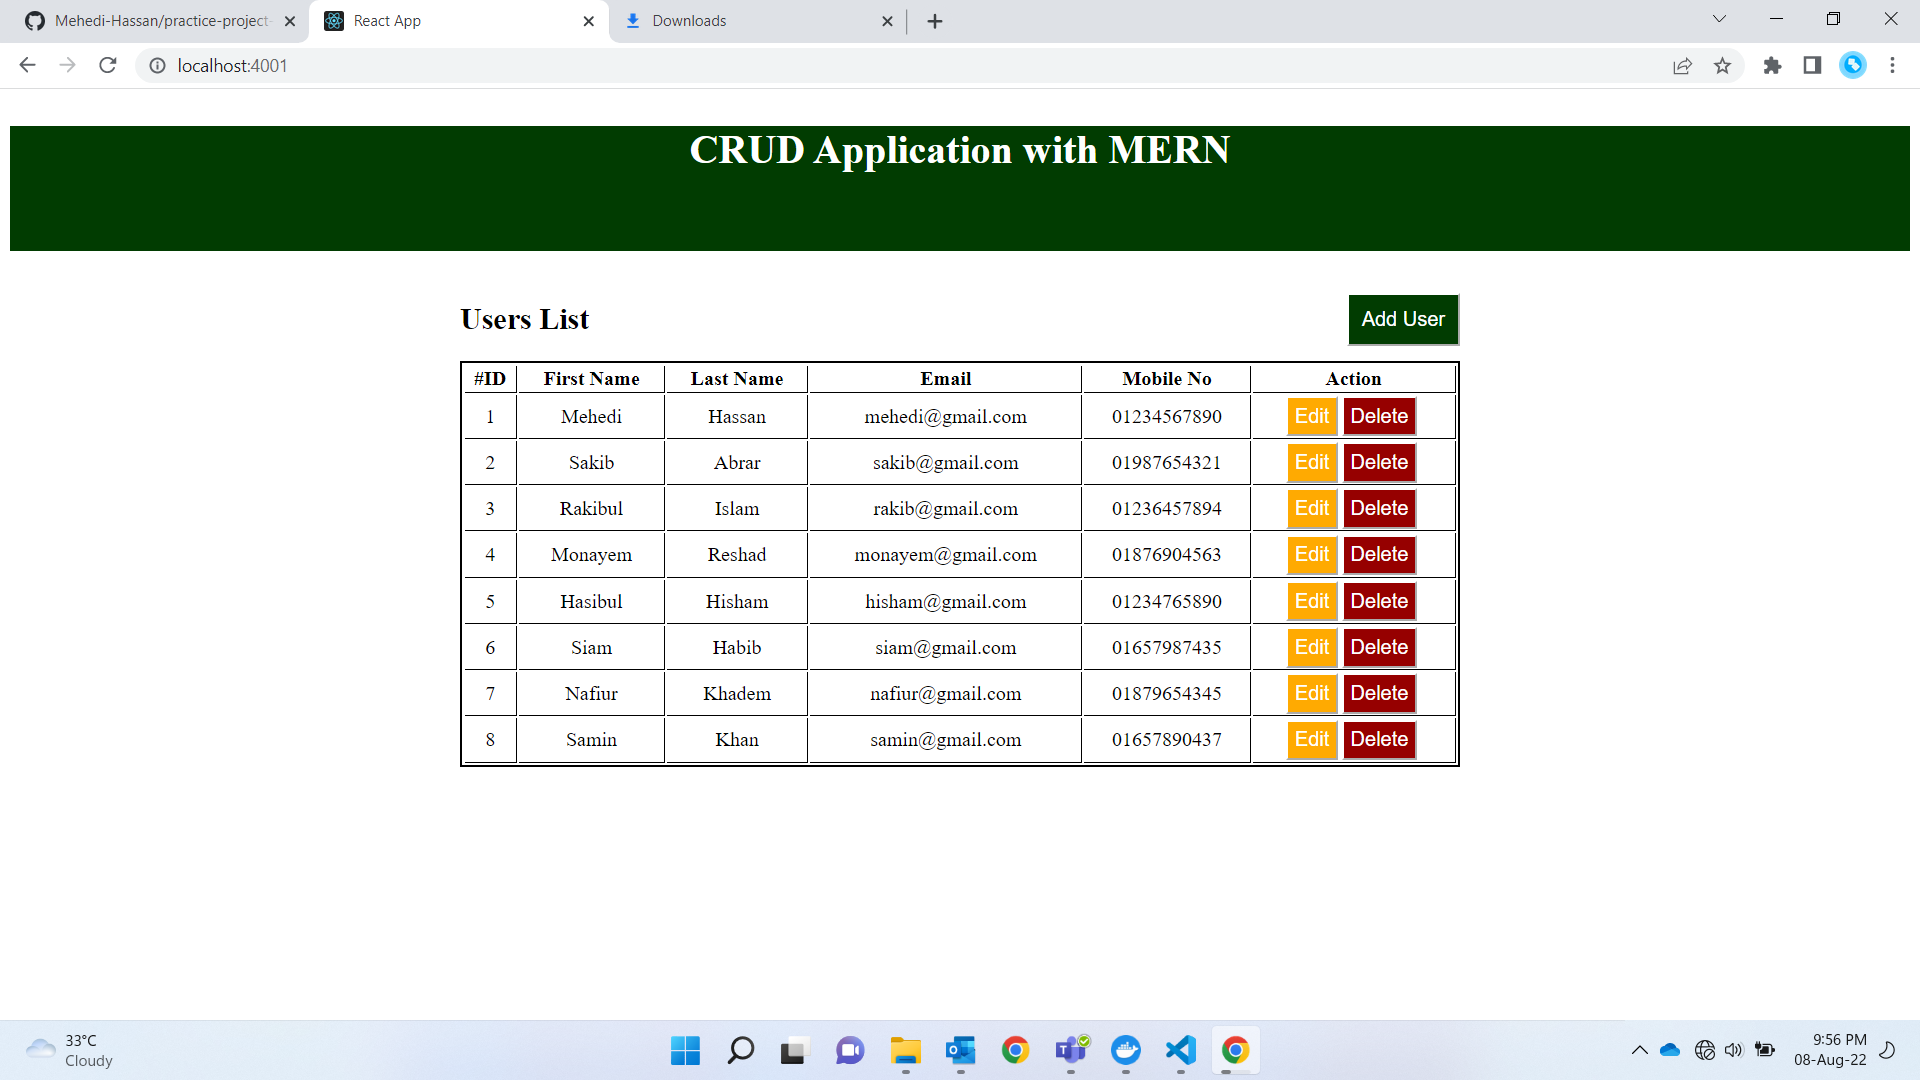 Mehedi-Hassan/practice-project-
React App
Downloads
localhost:4001
CRUD Application with MERN
Users List
Add User
#ID First Name Last Name Email Mobile No Action
1 Mehedi Hassan mehedi@gmail.com 01234567890 Edit Delete
2 Sakib Abrar sakib@gmail.com 01987654321 Edit Delete
3 Rakibul Islam rakib@gmail.com 01236457894 Edit Delete
4 Monayem Reshad monayem@gmail.com 01876904563 Edit Delete
5 Hasibul Hisham hisham@gmail.com 01234765890 Edit Delete
6 Siam Habib siam@gmail.com 01657987435 Edit Delete
7 Nafiur Khadem nafiur@gmail.com 01879654345 Edit Delete
8 Samin Khan samin@gmail.com 01657890437 Edit Delete
33°C
Cloudy
9:56 PM
08-Aug-22